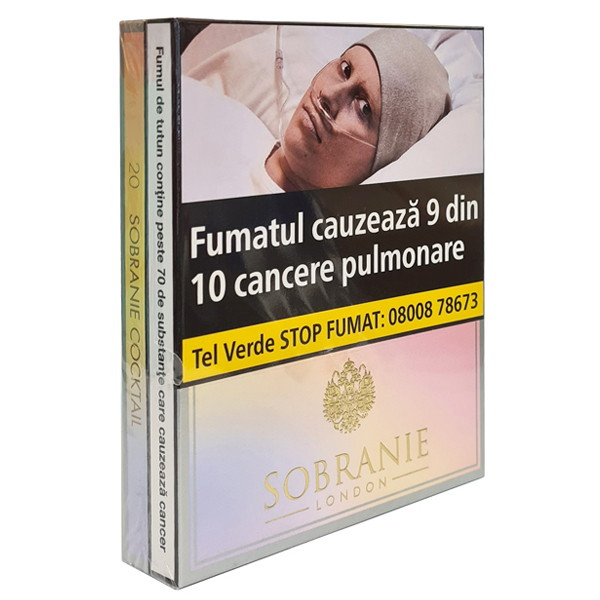 Fumatul cauzează 9 din
10 cancere pulmonare
Tel Verde STOP FUMAT: 08008 78673
SOBRANIE
LONDON
Fumul de tutun conține peste 70 de substanțe care cauzează cancer
20 SOBRANIE COCKTAIL